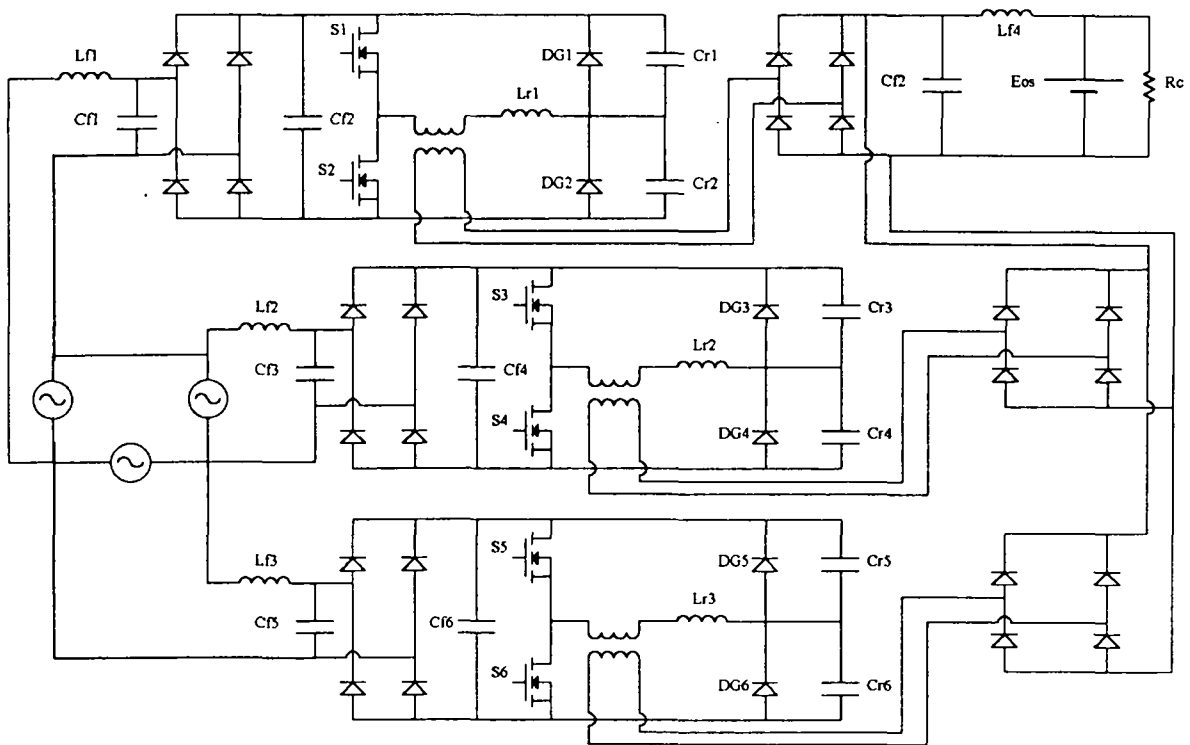 S1
Lf1
DG1
Cr1
Lf4
Lr1
Cf1
Cf2
Cf2
Eos
Rc
S2
DG2
Cr2
S3
DG3
Cr3
Lf2
Lr2
Cf3
Cf4
S4
DG4
Cr4
S5
DG5
Cr5
Lf3
Lr3
Cf5
Cf6
S6
DG6
Cr6